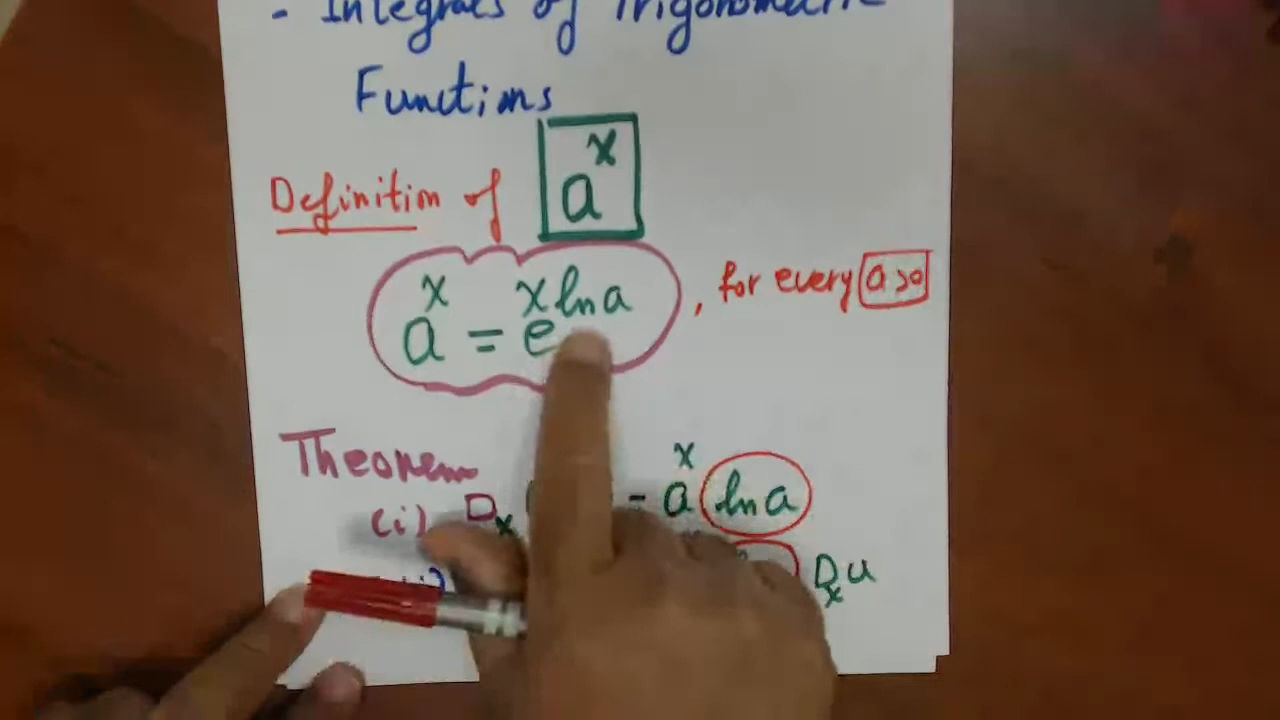 - Integrals of Trigonometric
Functions
Definition of a^x
a^x = e^{x ln a} , for every a>0
Theorem
(i) D_x = a^x ln a
D_x u